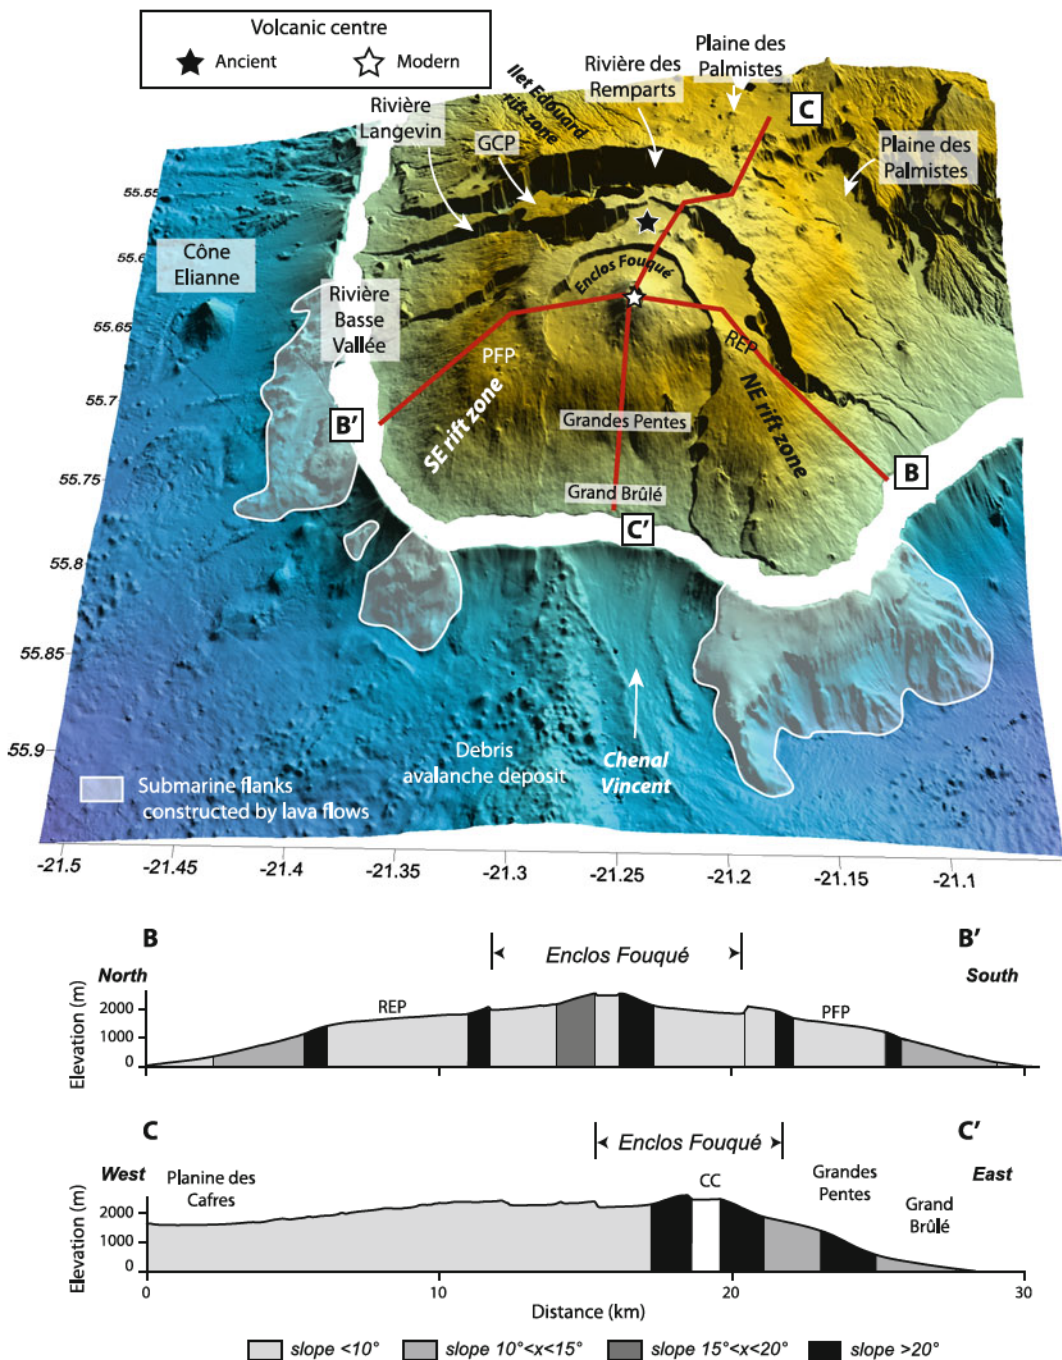 Volcanic centre
Ancient
Modern
Plaine des
Palmistes
Rivière des
Remparts
Ilet Edouard
rift zone
Rivière
Langevin
GCP
C
Plaine des
Palmistes
55.55
Cône
Elianne
55.6
Enclos Fouqué
Rivière
Basse
Vallée
55.65
PFP
REP
55.7
B'
SE rift zone
Grandes Pentes
NE rift zone
B
55.75
Grand Brûlé
C'
55.8
55.85
55.9
Debris
avalanche deposit
Chenal
Vincent
Submarine flanks
constructed by lava flows
-21.5
-21.45
-21.4
-21.35
-21.3
-21.25
-21.2
-21.15
-21.1
B
B'
Enclos Fouqué
North
South
Elevation (m)
2000
1000
0
REP
PFP
C
C'
Enclos Fouqué
West
East
Planine des
Cafres
CC
Grandes
Pentes
Grand
Brûlé
Elevation (m)
2000
1000
0
0
10
20
30
Distance (km)
slope <10°
slope 10°<x<15°
slope 15°<x<20°
slope >20°